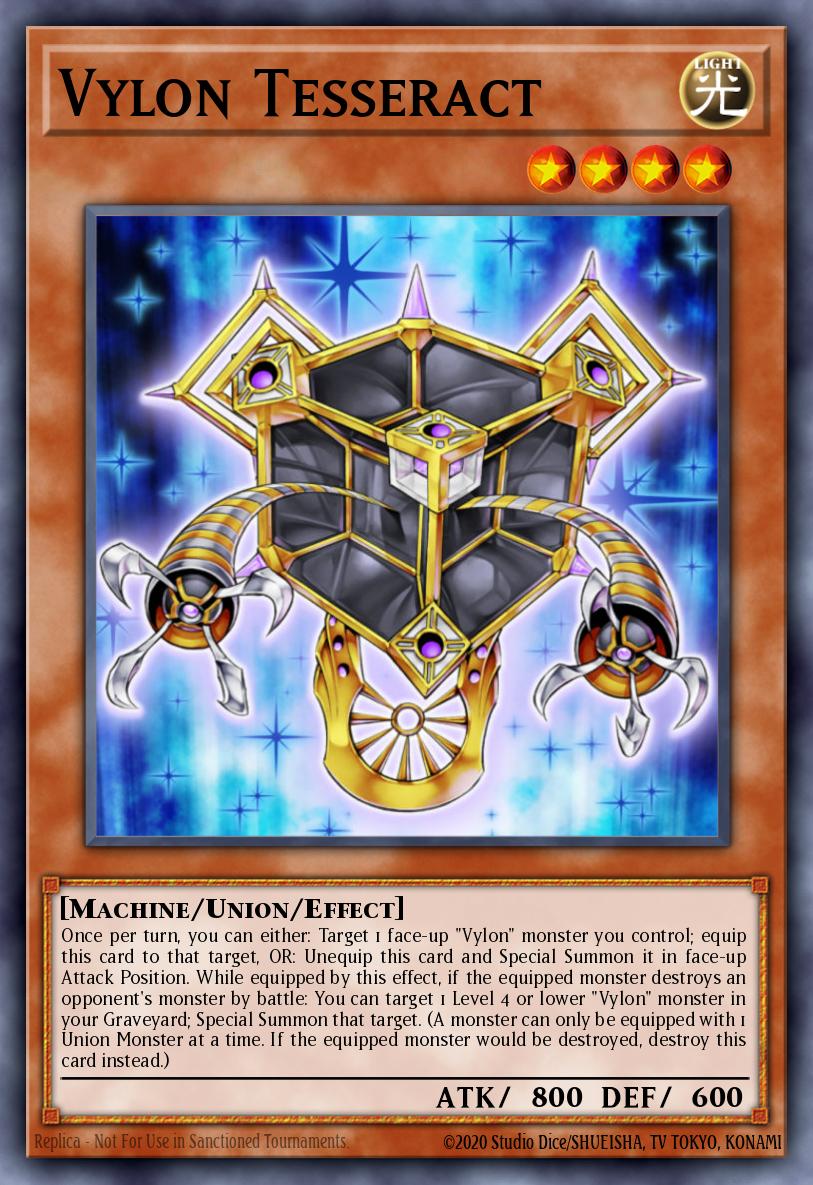 VYLON TESSERACT
LIGHT
光
[MACHINE/UNION/EFFECT]
Once per turn, you can either: Target 1 face-up "Vylon" monster you control; equip
this card to that target, OR: Unequip this card and Special Summon it in face-up
Attack Position. While equipped by this effect, if the equipped monster destroys an
opponent's monster by battle: You can target 1 Level 4 or lower "Vylon" monster in
your Graveyard; Special Summon that target. (A monster can only be equipped with 1
Union Monster at a time. If the equipped monster would be destroyed, destroy this
card instead.)
ATK/ 800 DEF/ 600
Replica - Not For Use in Sanctioned Tournaments.
©2020 Studio Dice/SHUEISHA, TV TOKYO, KONAMI